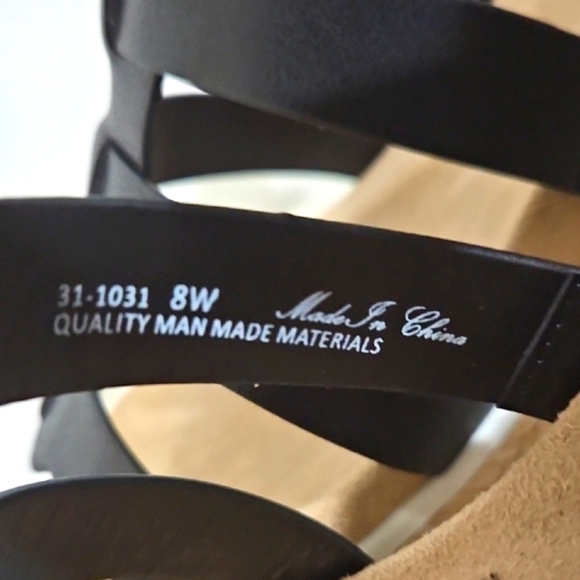 31-1031 8W Made In China
QUALITY MAN MADE MATERIALS